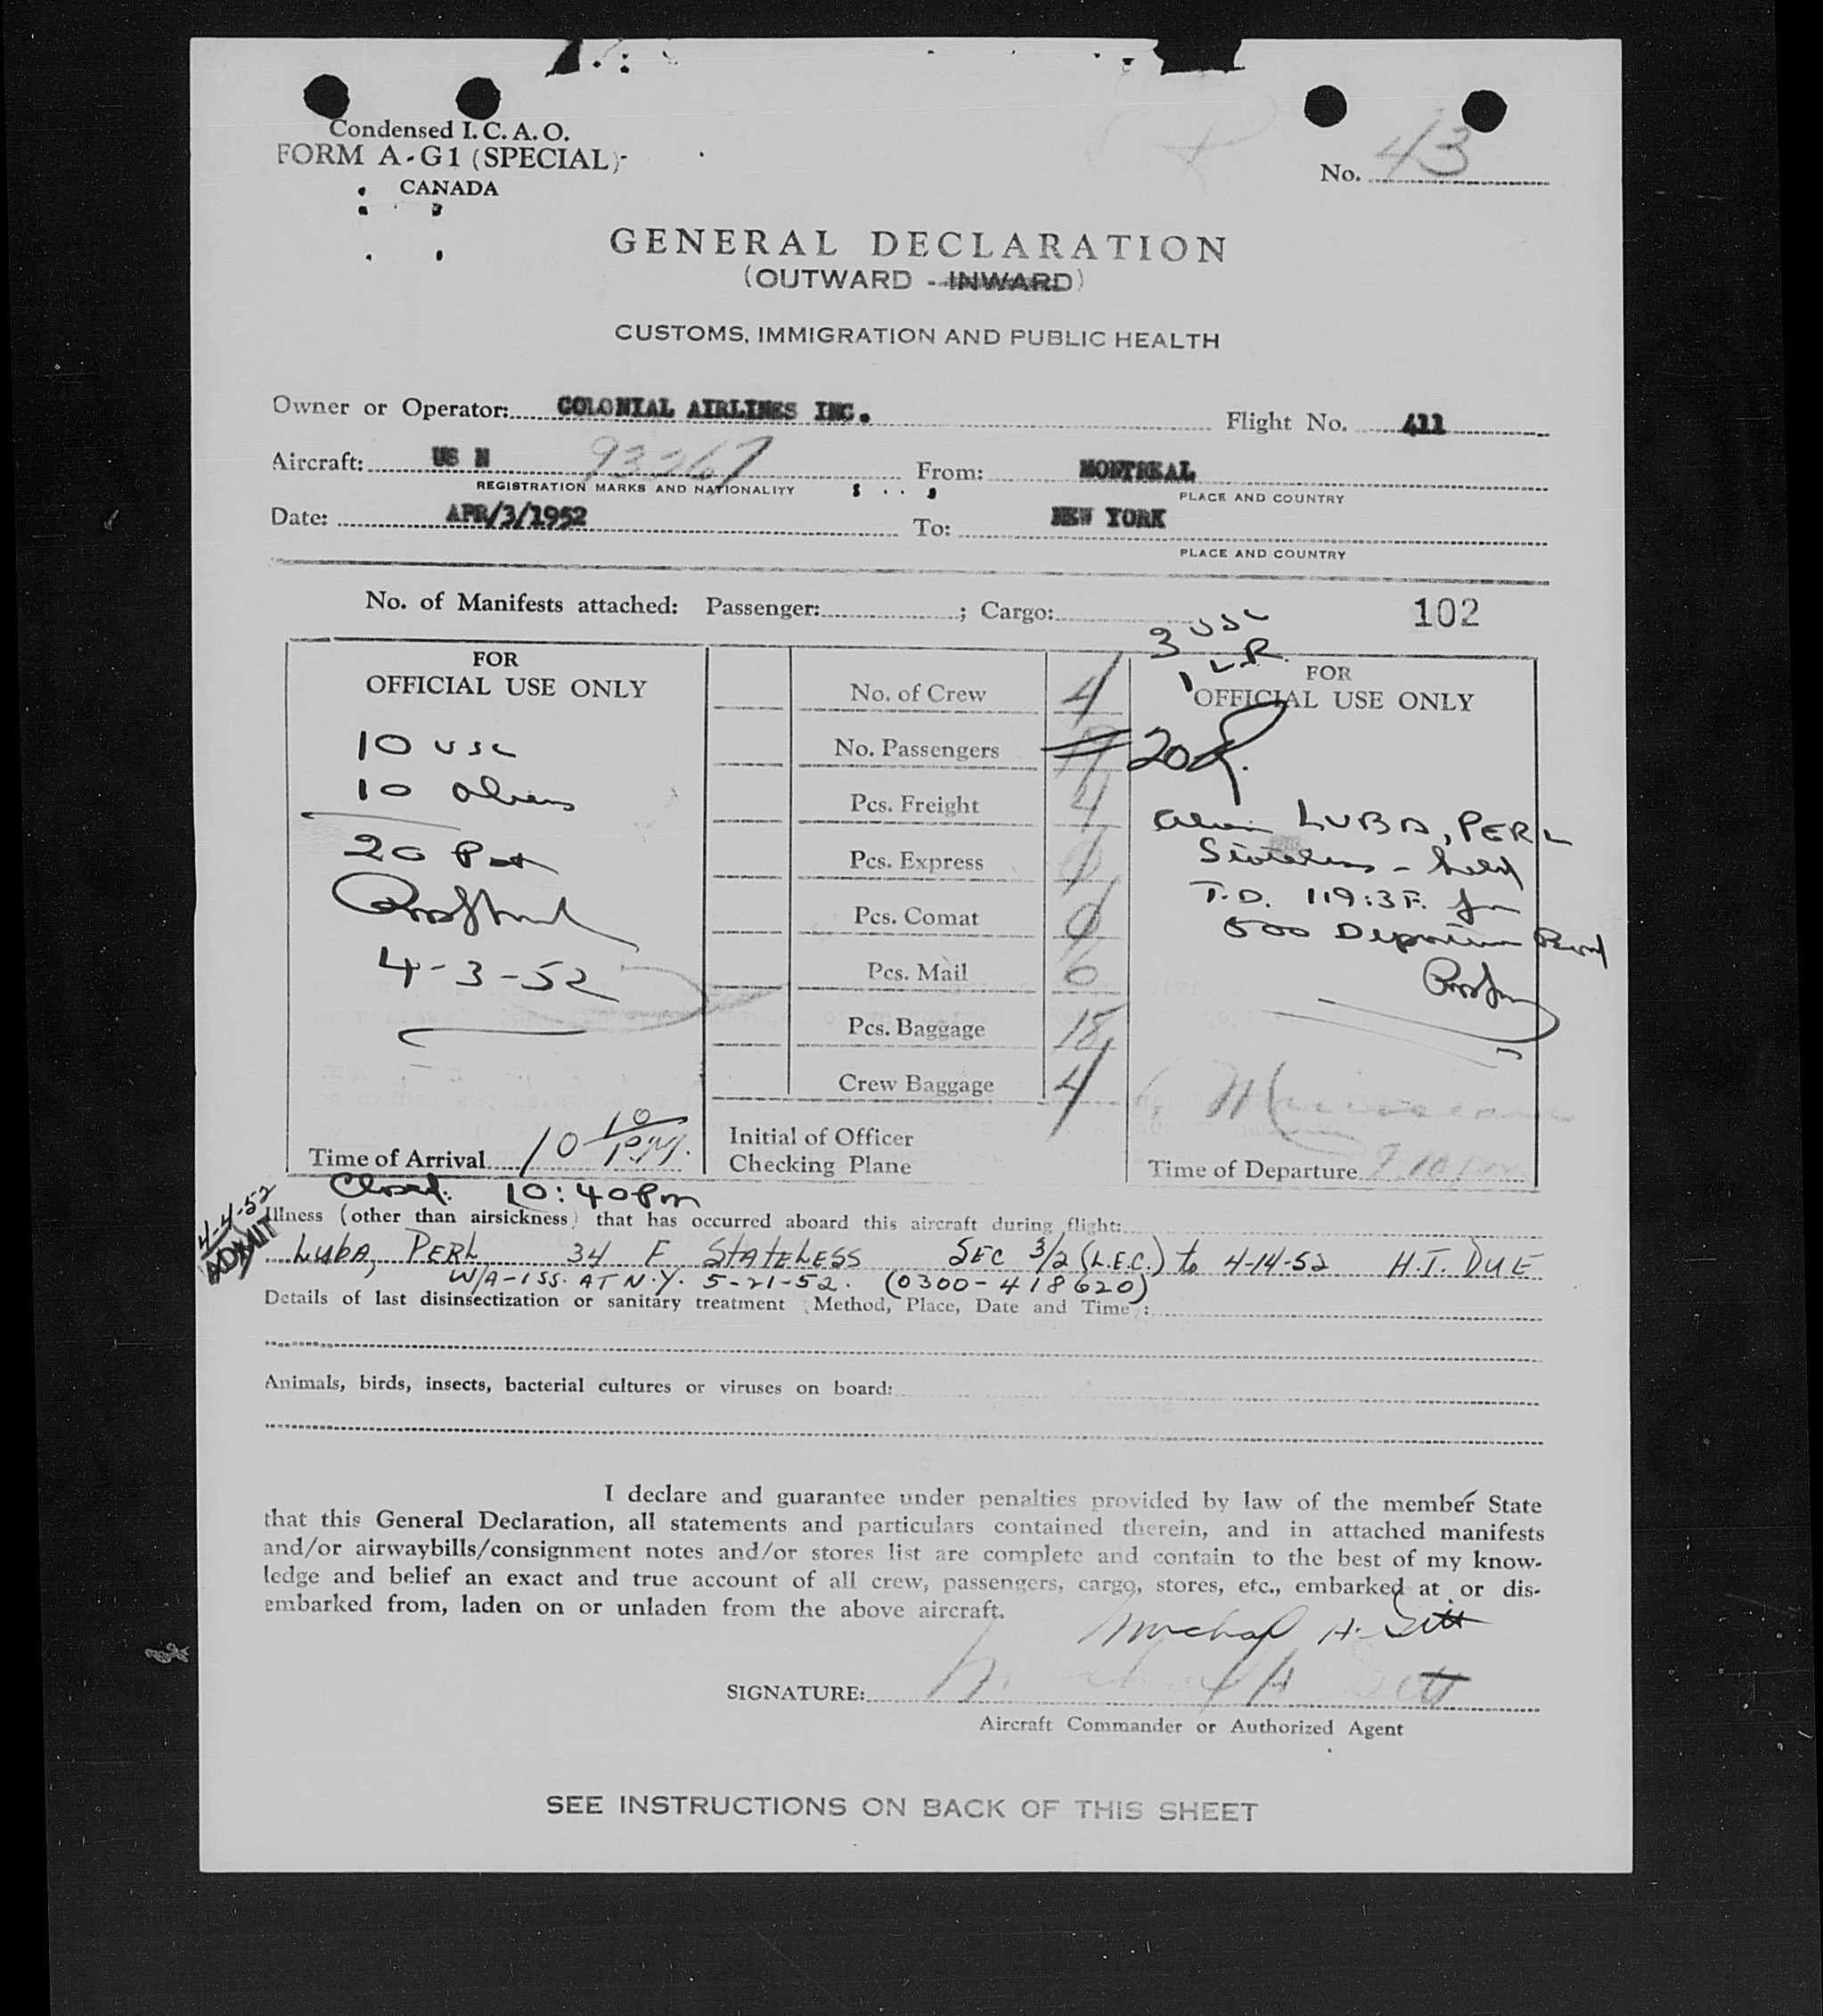 Condensed I. C. A. O.
FORM A-G1 (SPECIAL)
CANADA
No. 43
GENERAL DECLARATION
(OUTWARD - INWARD)
CUSTOMS, IMMIGRATION AND PUBLIC HEALTH
Owner or Operator: COLONIAL AIRLINES INC. Flight No. 411
Aircraft: US N 93267 From: MONTREAL
REGISTRATION MARKS AND NATIONALITY PLACE AND COUNTRY
Date: APR/3/1952 To: NEW YORK
PLACE AND COUNTRY
No. of Manifests attached: Passenger: ; Cargo: 102
3 USC
1 L.R.
FOR
OFFICIAL USE ONLY
10 USC
10 Aliens
20 Pax
4-3-52
Time of Arrival 10 10 P.M.
Closed: 10:40 Pm
No. of Crew 4
No. Passengers 19 20
Pcs. Freight 4
Pcs. Express
Pcs. Comat 0
Pcs. Mail 0
Pcs. Baggage 18
Crew Baggage 4
Initial of Officer
Checking Plane
FOR
OFFICIAL USE ONLY
Alien LUBA, PERL
Stateless - held
T.D. 119:3F. for
500 Departure Bond
Time of Departure
4-4-52
ADMIT
Illness (other than airsickness) that has occurred aboard this aircraft during flight:
LUBA, PERL 34 F STATELESS SEC 3/2 (L.E.C.) to 4-14-52 H.I. DUE
W/A-ISS. AT N.Y. 5-21-52. (0300-418620)
Details of last disinsectization or sanitary treatment (Method, Place, Date and Time):
Animals, birds, insects, bacterial cultures or viruses on board:
I declare and guarantee under penalties provided by law of the member State
that this General Declaration, all statements and particulars contained therein, and in attached manifests
and/or airwaybills/consignment notes and/or stores list are complete and contain to the best of my know-
ledge and belief an exact and true account of all crew, passengers, cargo, stores, etc., embarked at or dis-
embarked from, laden on or unladen from the above aircraft.
Michael A.
SIGNATURE:
Aircraft Commander or Authorized Agent
SEE INSTRUCTIONS ON BACK OF THIS SHEET